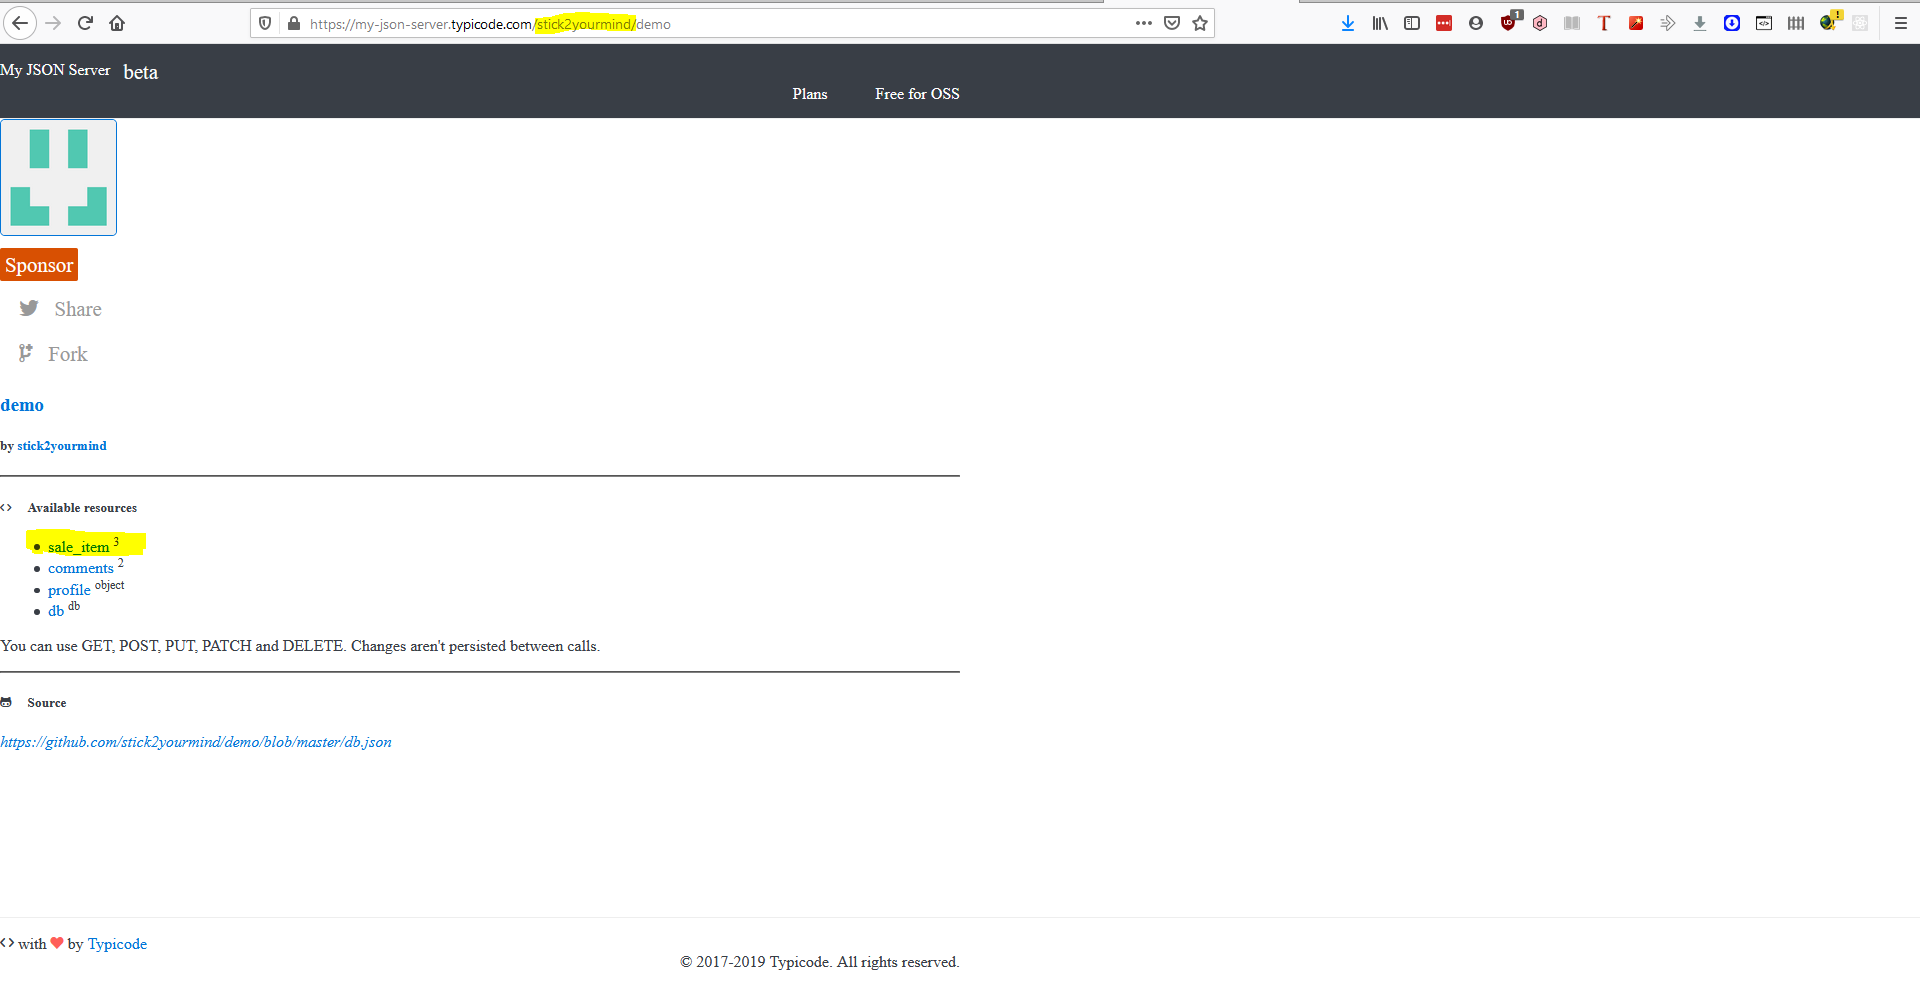 https://my-json-server.typicode.com/stick2yourmind/demo
1
!
My JSON Server beta
Plans Free for OSS
Sponsor
Share
Fork
demo
by stick2yourmind
Available resources
sale_item 3
comments 2
profile object
db db
You can use GET, POST, PUT, PATCH and DELETE. Changes aren't persisted between calls.
Source
https://github.com/stick2yourmind/demo/blob/master/db.json
with ❤ by Typicode
© 2017-2019 Typicode. All rights reserved.